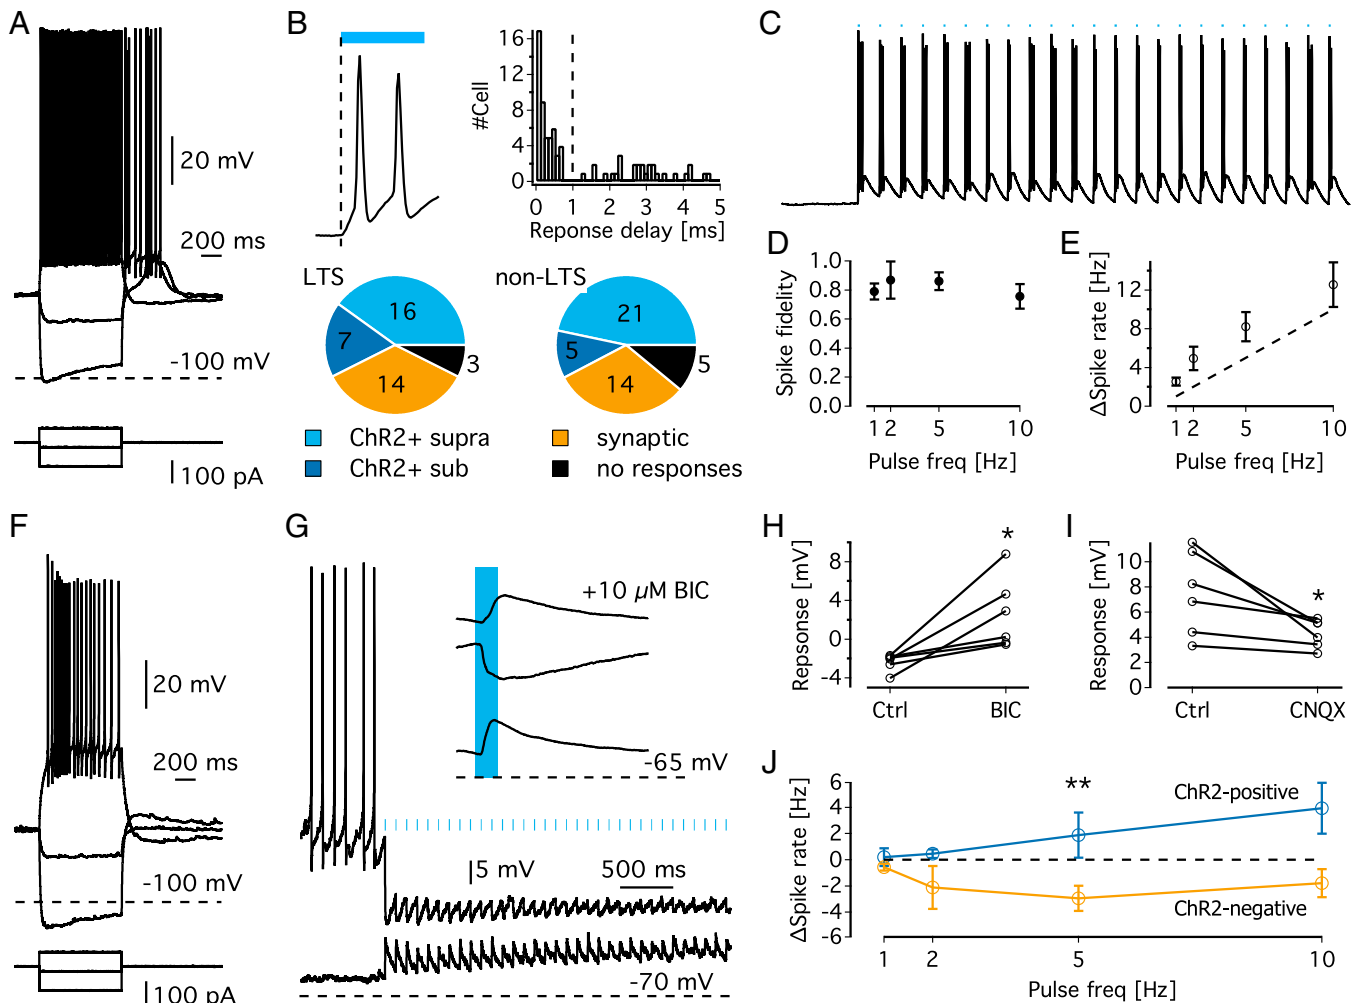 A
20 mV
200 ms
-100 mV
100 pA
B
#Cell
16
12
8
4
0
0 1 2 3 4 5
Reponse delay [ms]
LTS
16
7
14
3
non-LTS
21
5
14
5
ChR2+ supra
synaptic
ChR2+ sub
no responses
C
D
Spike fidelity
1.0
0.8
0.6
0.4
0.2
0.0
1 2 5 10
Pulse freq [Hz]
E
ΔSpike rate [Hz]
12
8
4
0
1 2 5 10
Pulse freq [Hz]
F
20 mV
200 ms
-100 mV
100 pA
G
+10 µM BIC
-65 mV
5 mV
500 ms
-70 mV
H
Repsonse [mV]
8
4
0
-4
*
Ctrl BIC
I
Response [mV]
10
8
6
4
2
0
*
Ctrl CNQX
J
ΔSpike rate [Hz]
6
4
2
0
-2
-4
-6
**
ChR2-positive
ChR2-negative
1 2 5 10
Pulse freq [Hz]